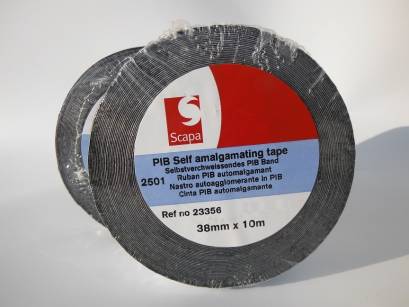 Scapa
PIB Self amalgamating tape
Selbstverchweissendes PIB Band
2501 Ruban PIB automalgamant
Nastro autoagglomerante in PIB
Cinta PIB automalgamante
Ref no 23356
38mm x 10m